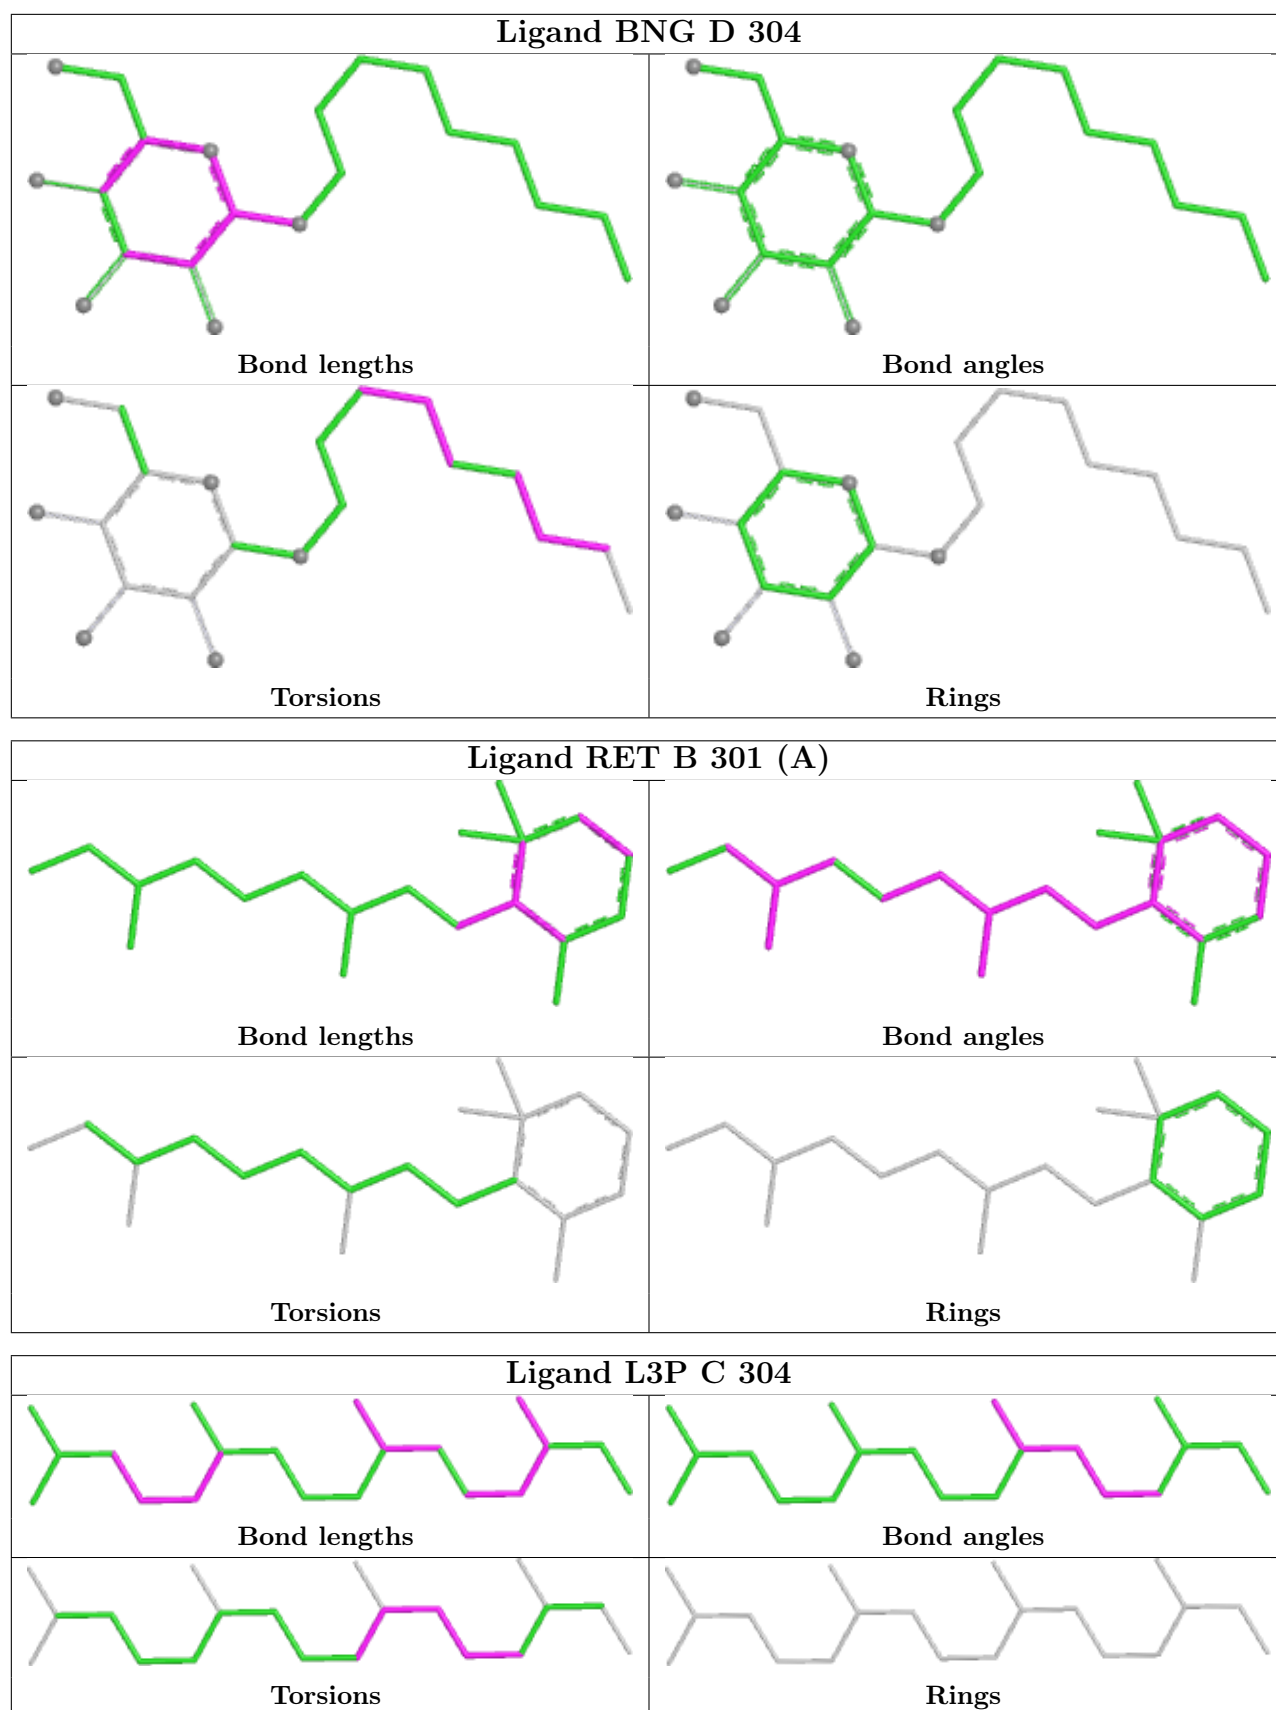 Ligand BNG D 304
Bond lengths
Bond angles
Torsions
Rings
Ligand RET B 301 (A)
Bond lengths
Bond angles
Torsions
Rings
Ligand L3P C 304
Bond lengths
Bond angles
Torsions
Rings